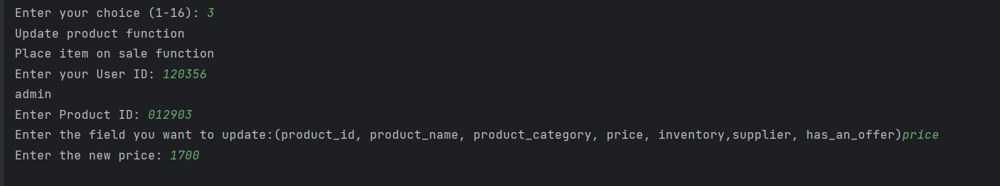 Enter your choice (1-16): 3
Update product function
Place item on sale function
Enter your User ID: 120356
admin
Enter Product ID: 012903
Enter the field you want to update:(product_id, product_name, product_category, price, inventory,supplier, has_an_offer)price
Enter the new price: 1700